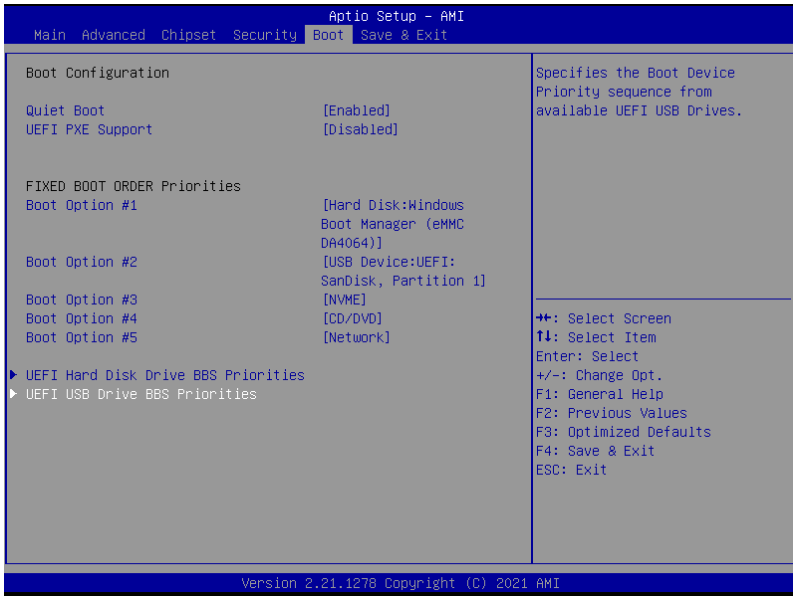 Aptio Setup – AMI
Main Advanced Chipset Security Boot Save & Exit
Boot Configuration
Quiet Boot [Enabled]
UEFI PXE Support [Disabled]
FIXED BOOT ORDER Priorities
Boot Option #1 [Hard Disk:Windows
Boot Manager (eMMC
DA4064)]
Boot Option #2 [USB Device:UEFI:
SanDisk, Partition 1]
Boot Option #3 [NVME]
Boot Option #4 [CD/DVD]
Boot Option #5 [Network]
UEFI Hard Disk Drive BBS Priorities
UEFI USB Drive BBS Priorities
Specifies the Boot Device
Priority sequence from
available UEFI USB Drives.
→←: Select Screen
↑↓: Select Item
Enter: Select
+/-: Change Opt.
F1: General Help
F2: Previous Values
F3: Optimized Defaults
F4: Save & Exit
ESC: Exit
Version 2.21.1278 Copyright (C) 2021 AMI